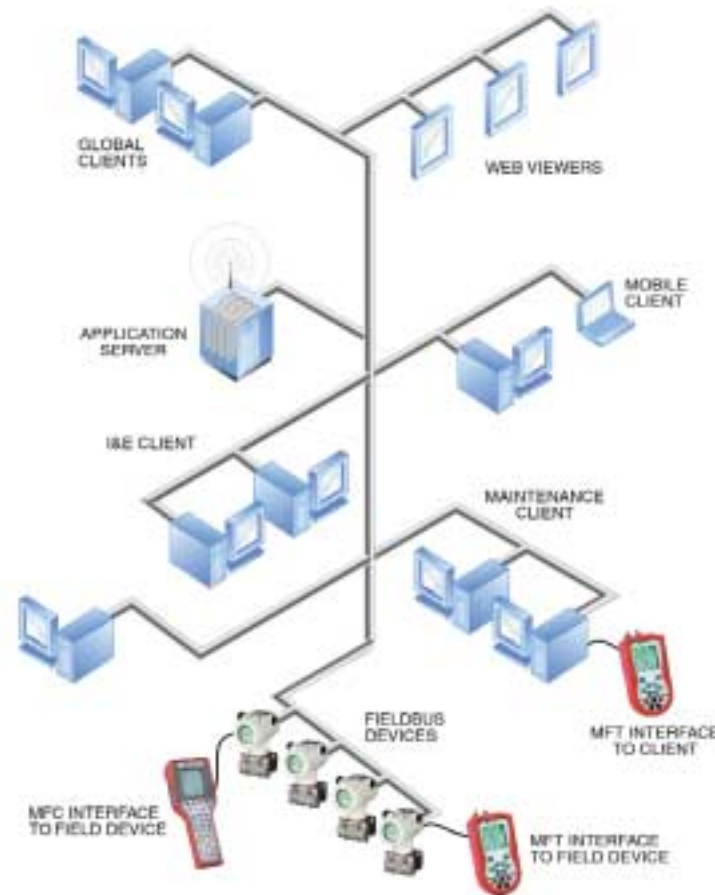 GLOBAL
CLIENTS
WEB VIEWERS
MOBILE
CLIENT
APPLICATION
SERVER
I&E CLIENT
MAINTENANCE
CLIENT
FIELDBUS
DEVICES
MFT INTERFACE
TO CLIENT
MFC INTERFACE
TO FIELD DEVICE
MFT INTERFACE
TO FIELD DEVICE